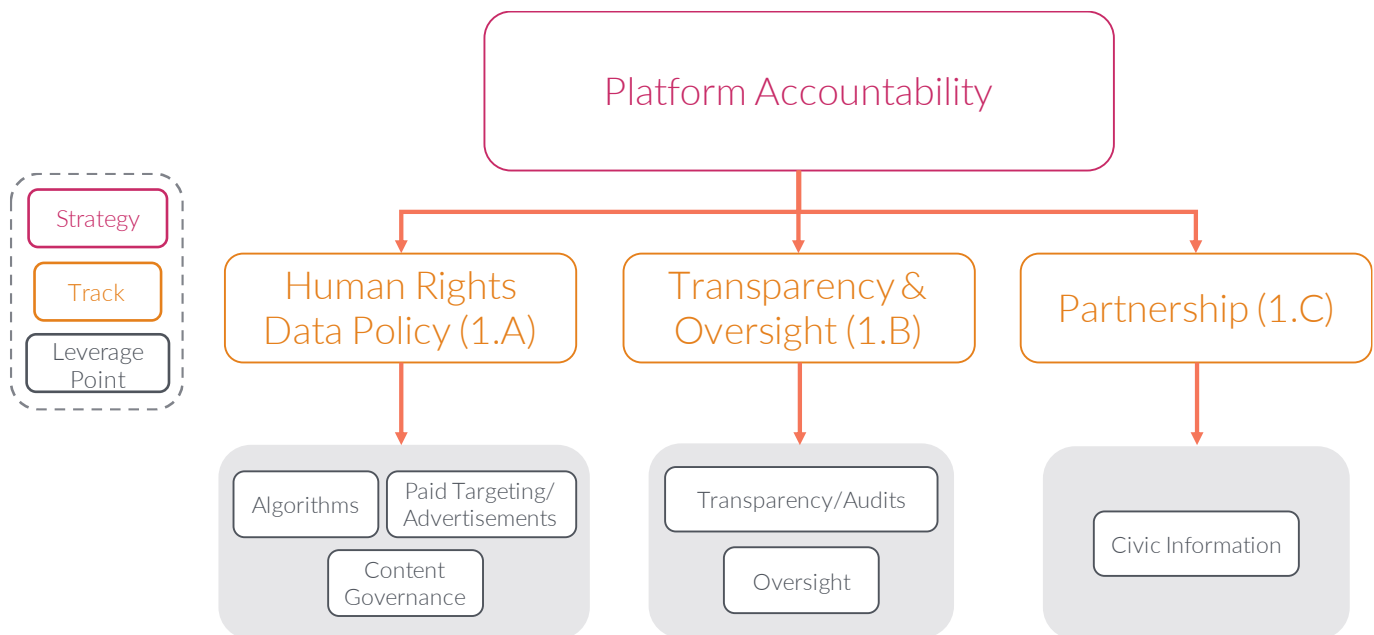 Platform Accountability
Strategy
Track
Leverage
Point
Human Rights
Data Policy (1.A)
Transparency &
Oversight (1.B)
Partnership (1.C)
Algorithms
Paid Targeting/
Advertisements
Content
Governance
Transparency/Audits
Oversight
Civic Information